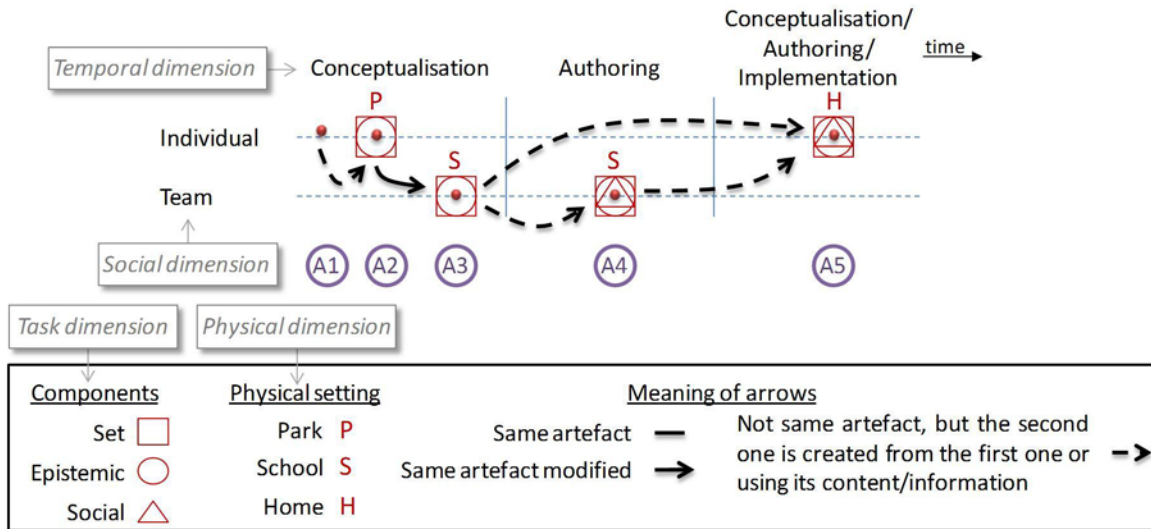 Conceptualisation/
Authoring/
Implementation
time
Temporal dimension
Conceptualisation
Authoring
P
H
Individual
S
S
Team
Social dimension
A1
A2
A3
A4
A5
Task dimension
Physical dimension
Components
Physical setting
Meaning of arrows
Set
Park P
Same artefact
Not same artefact, but the second
one is created from the first one or
using its content/information
Epistemic
School S
Same artefact modified
Social
Home H